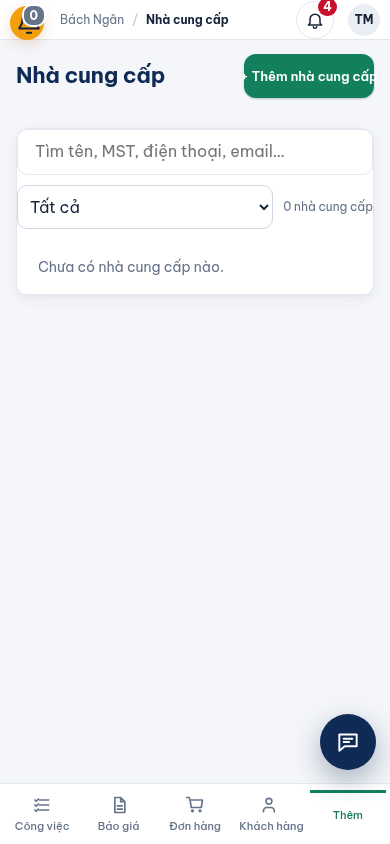 0
Bách Ngân / Nhà cung cấp
4
TM
Nhà cung cấp
+ Thêm nhà cung cấp
Tìm tên, MST, điện thoại, email...
Tất cả
0 nhà cung cấp
Chưa có nhà cung cấp nào.
Công việc
Báo giá
Đơn hàng
Khách hàng
Thêm